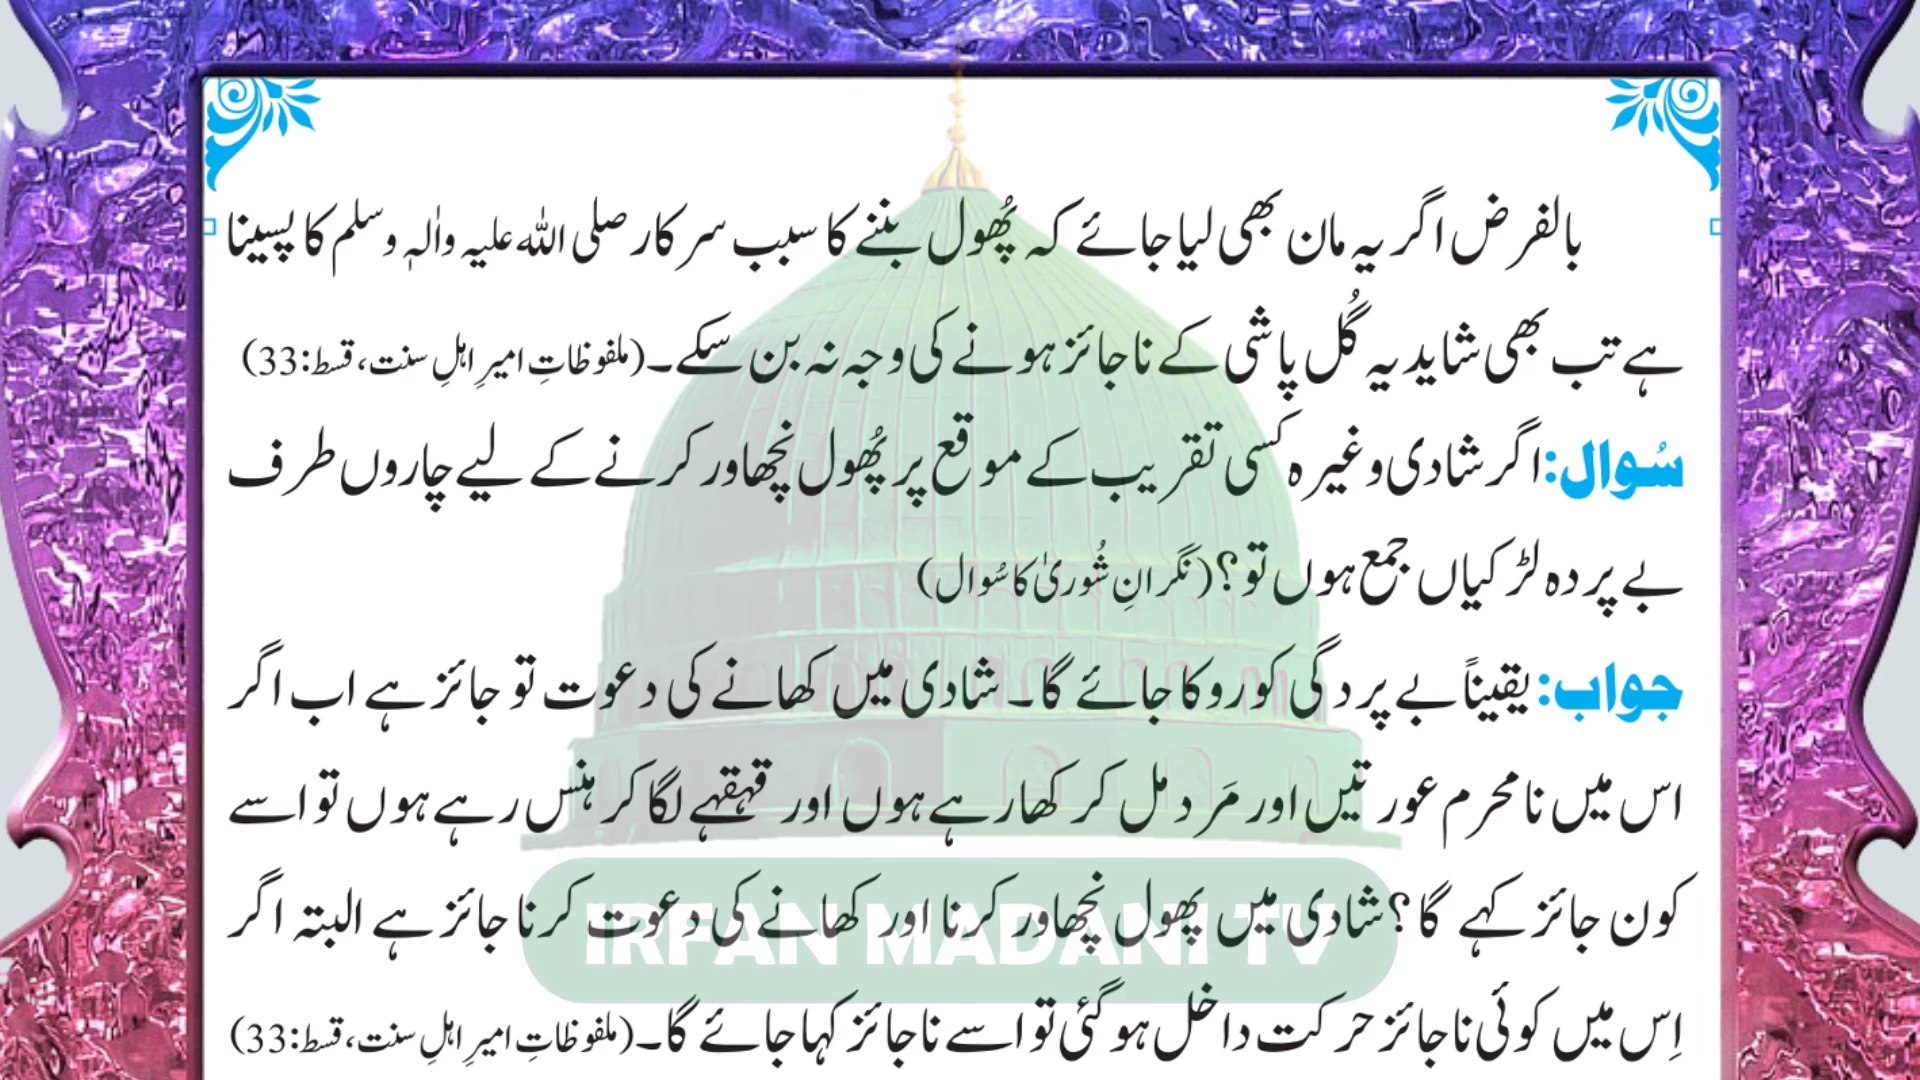 بالفرض اگر یہ مان بھی لیا جائے کہ پُھول بننے کا سبب سرکار صلی اللہ علیہ واٰلہٖ وسلم کا پسینا
ہے تب بھی شاید یہ گُل پاشی کے ناجائز ہونے کی وجہ نہ بن سکے۔ (ملفوظاتِ امیرِ اہلِ سنت، قسط:33)
سُوال: اگر شادی وغیرہ کسی تقریب کے موقع پر پُھول نچھاور کرنے کے لیے چاروں طرف
بے پردہ لڑکیاں جمع ہوں تو؟ (نگرانِ شُوریٰ کا سُوال)
جواب: یقیناً بے پردگی کو روکا جائے گا۔ شادی میں کھانے کی دعوت تو جائز ہے اب اگر
اس میں نامحرم عورتیں اور مَرد مل کر کھا رہے ہوں اور قہقہے لگا کر ہنس رہے ہوں تو اسے
کون جائز کہے گا؟ شادی میں پھول نچھاور کرنا اور کھانے کی دعوت کرنا جائز ہے البتہ اگر
IRFAN MADANI TV
اِس میں کوئی ناجائز حرکت داخل ہو گئی تو اسے ناجائز کہا جائے گا۔ (ملفوظاتِ امیرِ اہلِ سنت، قسط:33)